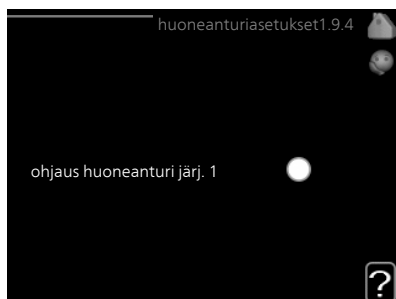 huoneanturiasetukset1.9.4
ohjaus huoneanturi järj. 1
?